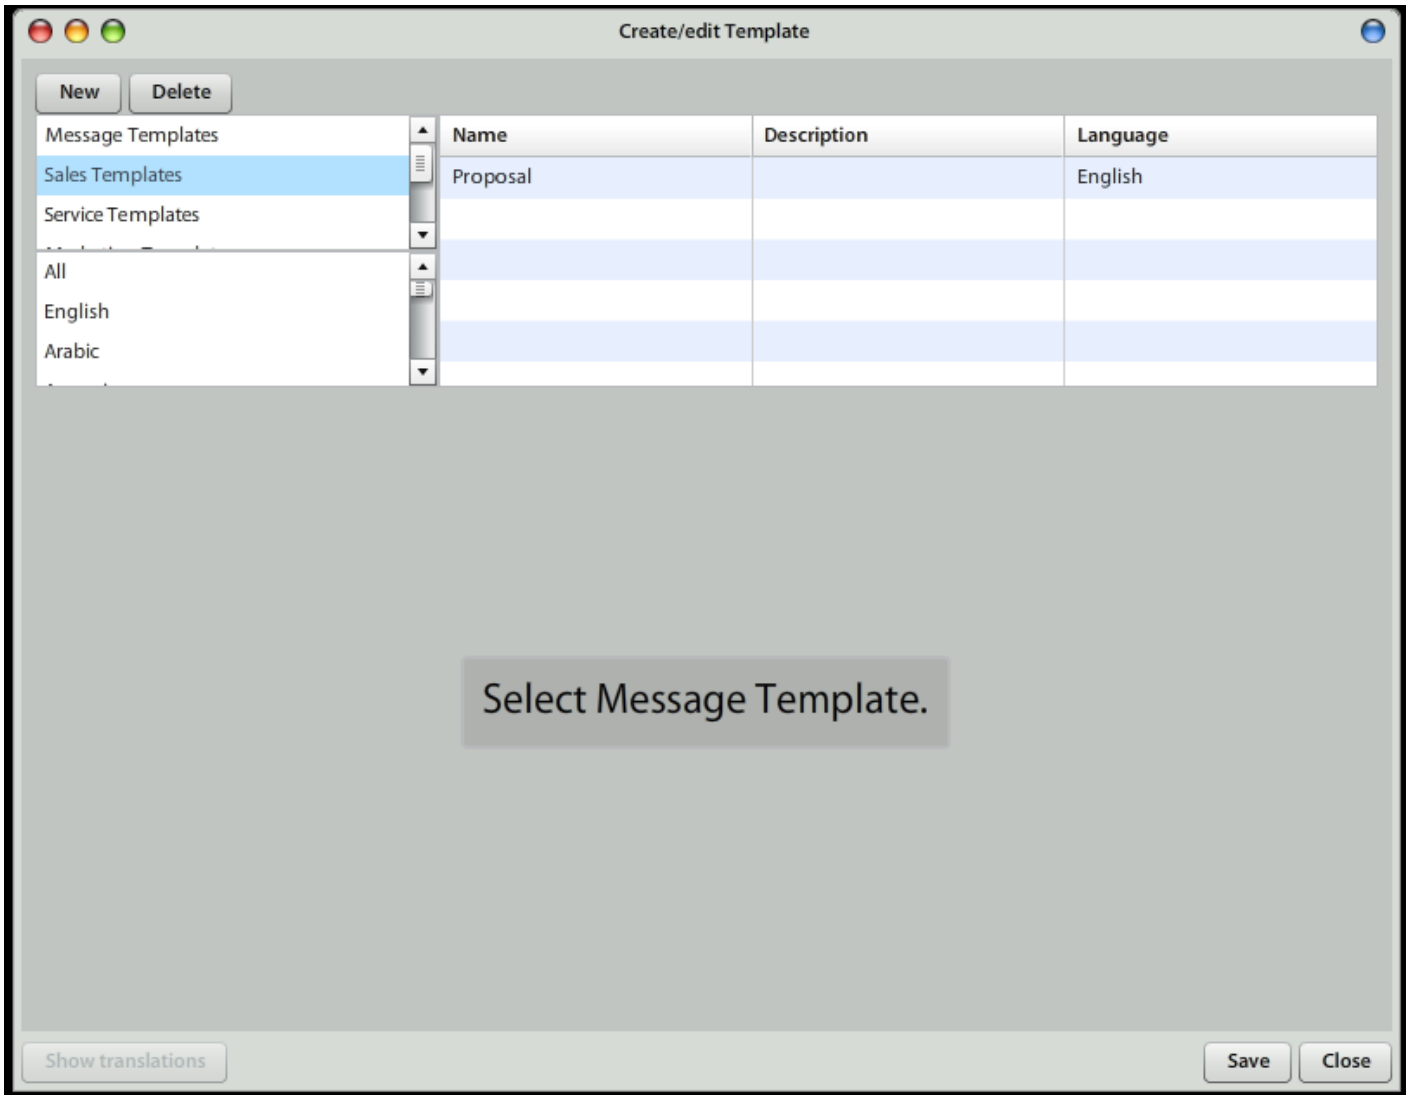 Create/edit Template
New Delete
Message Templates
Sales Templates
Service Templates
All
English
Arabic
Name Description Language
Proposal English
Select Message Template.
Show translations Save Close